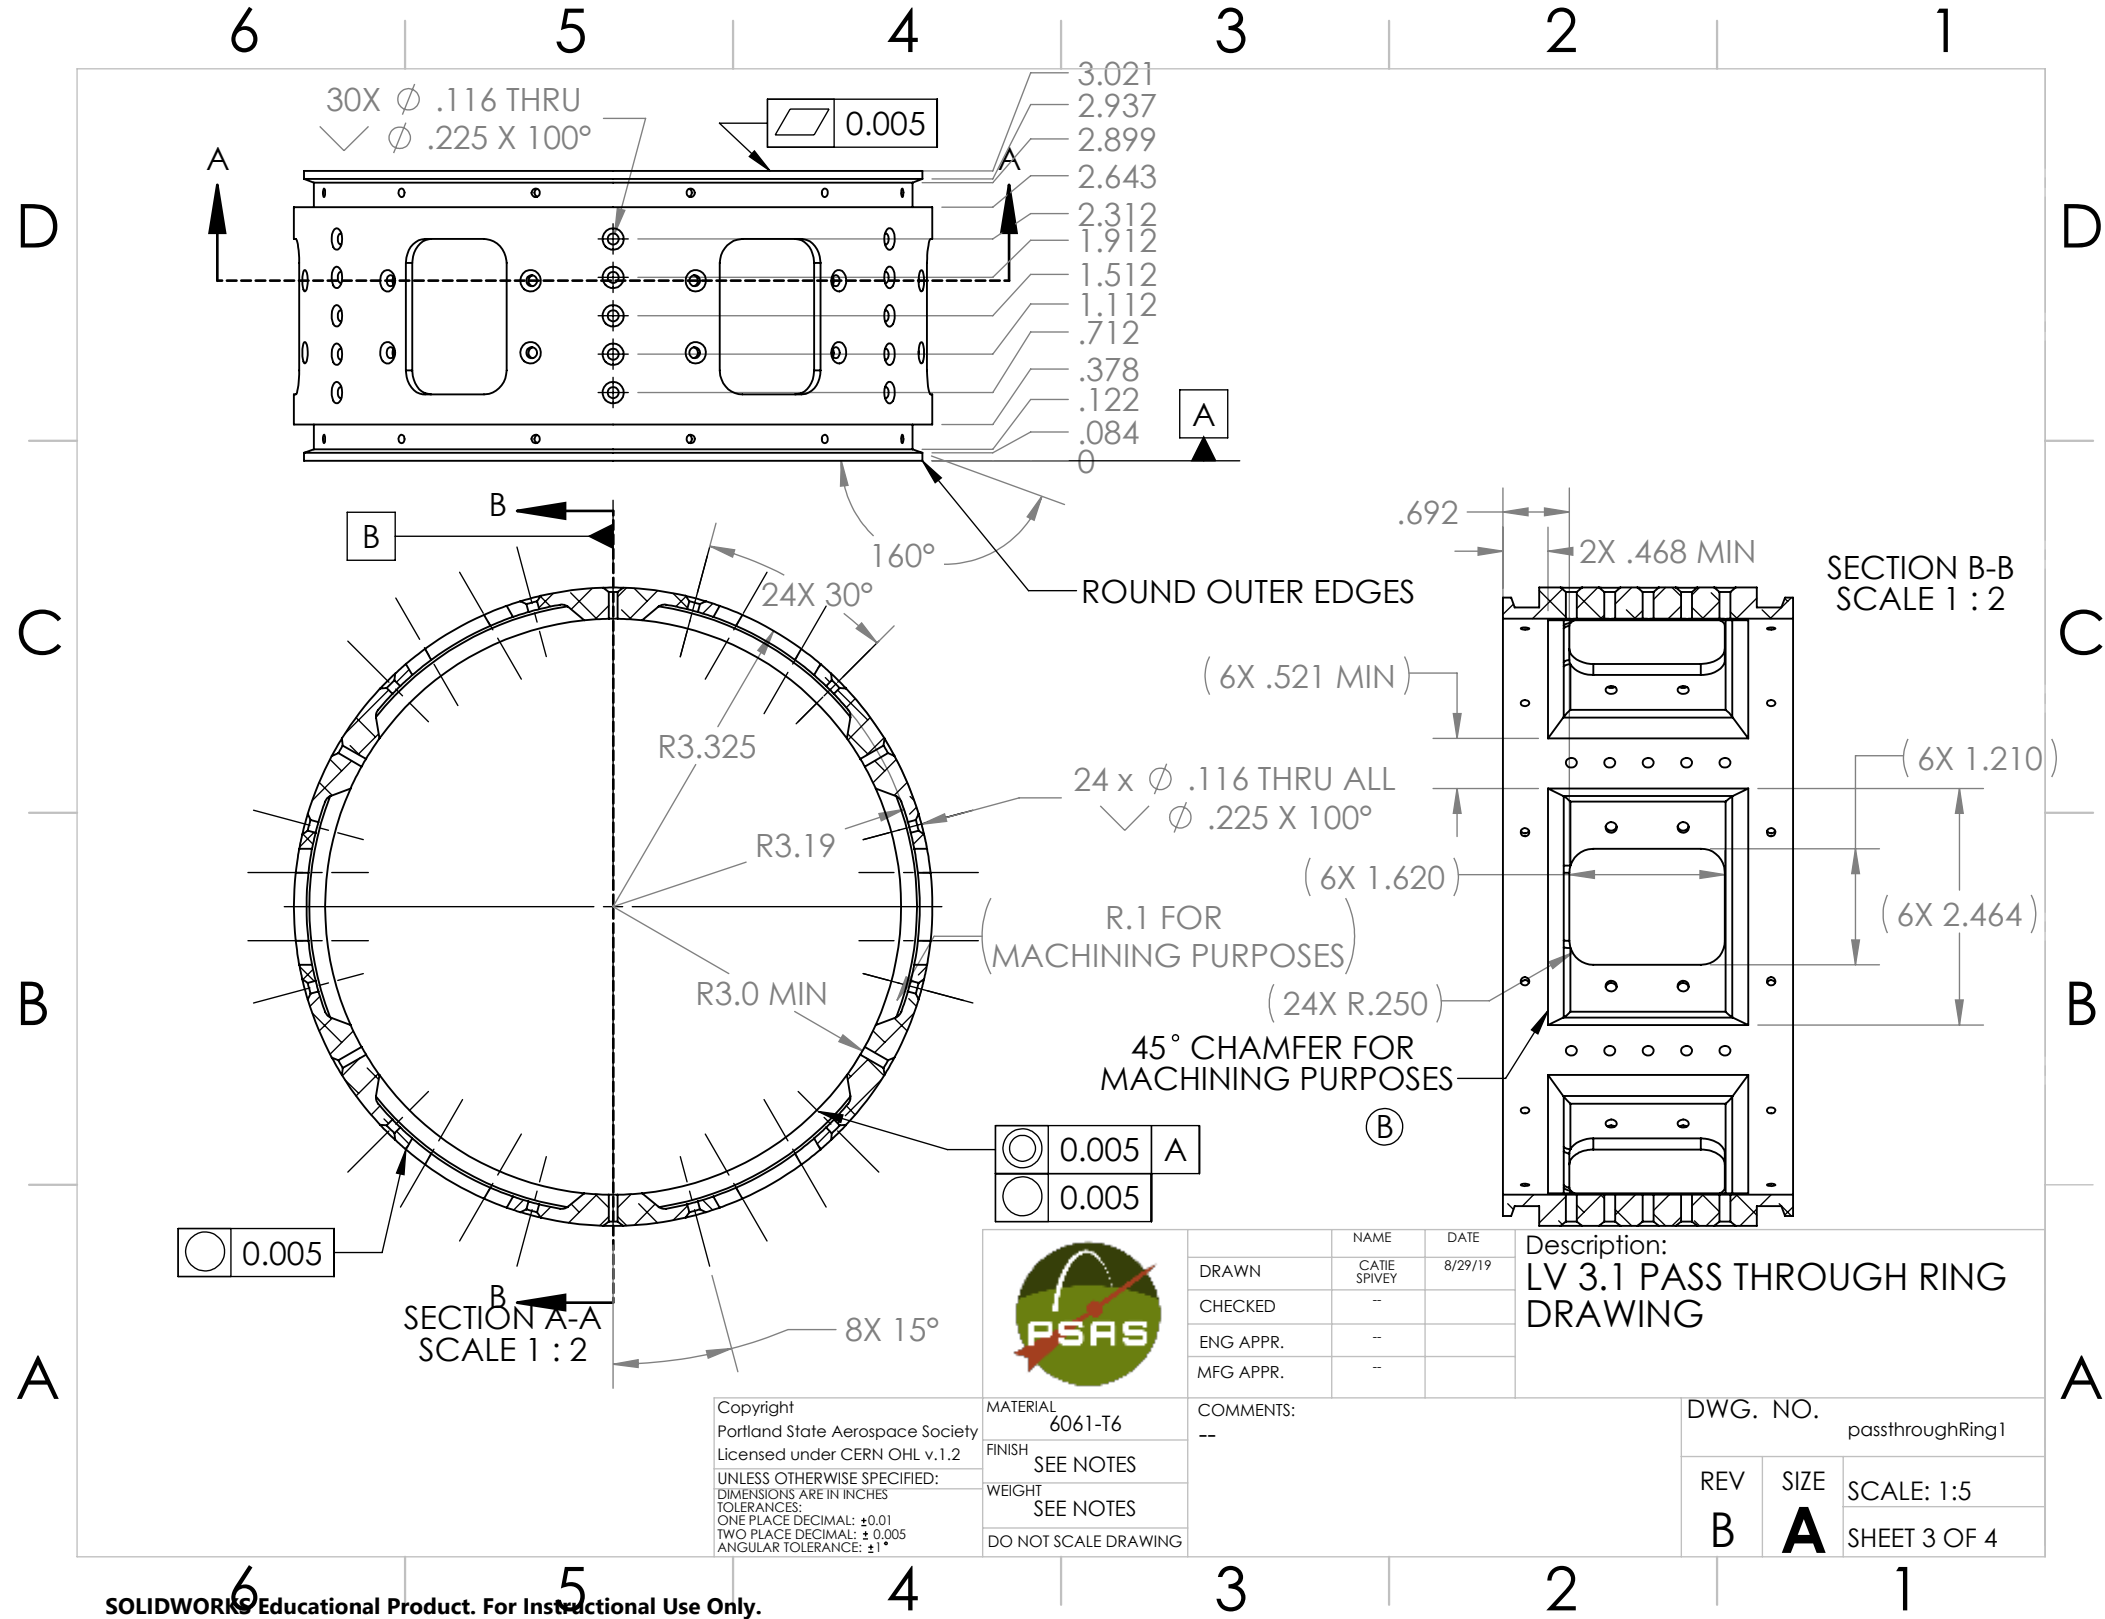 6 5 4 3 2 1
D
D
C
C
B
B
A
A
30X ∅ .116 THRU
⌵ ∅ .225 X 100°
0.005
A
A
3.021
2.937
2.899
2.643
2.312
1.912
1.512
1.112
.712
.378
.122
.084
0
A
160°
ROUND OUTER EDGES
B
B
24X 30°
R3.325
R3.19
R3.0 MIN
24 x ∅ .116 THRU ALL
⌵ ∅ .225 X 100°
(R.1 FOR
MACHINING PURPOSES)
0.005 A
0.005
0.005
B
SECTION A-A
SCALE 1 : 2
8X 15°
.692
2X .468 MIN
SECTION B-B
SCALE 1 : 2
(6X .521 MIN)
(6X 1.210)
(6X 1.620)
(6X 2.464)
(24X R.250)
45° CHAMFER FOR
MACHINING PURPOSES
B
PSAS
NAME DATE
DRAWN CATIE SPIVEY 8/29/19
CHECKED --
ENG APPR. --
MFG APPR. --
Description:
LV 3.1 PASS THROUGH RING
DRAWING
Copyright
Portland State Aerospace Society
Licensed under CERN OHL v.1.2
UNLESS OTHERWISE SPECIFIED:
DIMENSIONS ARE IN INCHES
TOLERANCES:
ONE PLACE DECIMAL: ±0.01
TWO PLACE DECIMAL: ± 0.005
ANGULAR TOLERANCE: ±1°
MATERIAL
6061-T6
FINISH
SEE NOTES
WEIGHT
SEE NOTES
DO NOT SCALE DRAWING
COMMENTS:
--
DWG. NO.
passthroughRing1
REV
B
SIZE
A
SCALE: 1:5
SHEET 3 OF 4
6 5 4 3 2 1
SOLIDWORKS Educational Product. For Instructional Use Only.